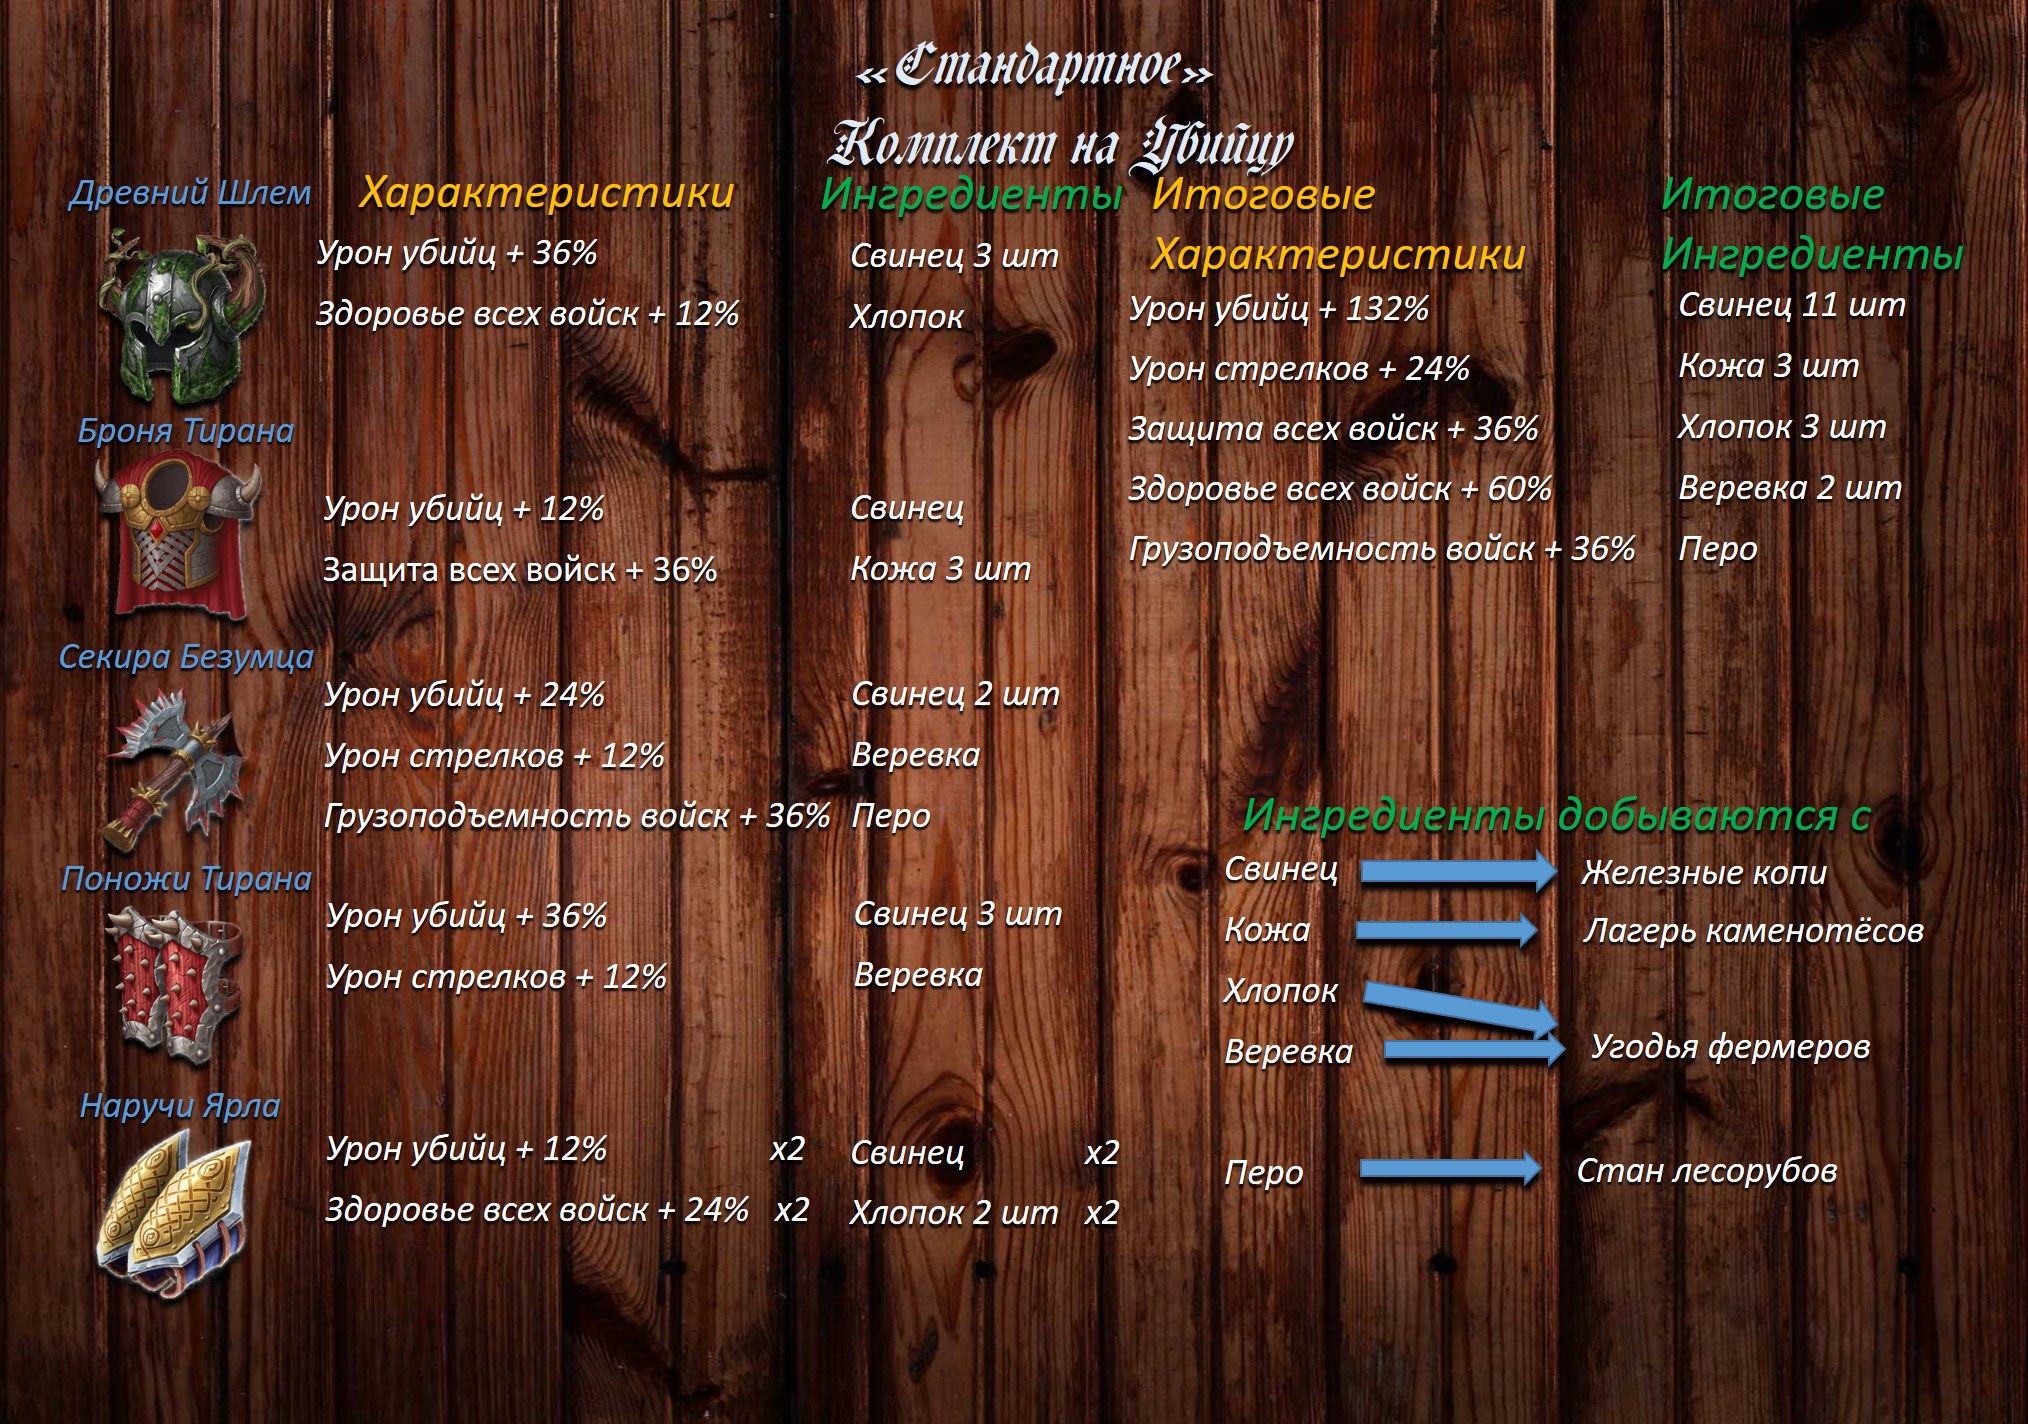 «Стандартное»
Комплект на Убийцу
Древний Шлем
Характеристики
Ингредиенты
Урон убийц + 36%
Свинец 3 шт
Здоровье всех войск + 12%
Хлопок
Броня Тирана
Урон убийц + 12%
Свинец
Защита всех войск + 36%
Кожа 3 шт
Секира Безумца
Урон убийц + 24%
Свинец 2 шт
Урон стрелков + 12%
Веревка
Грузоподъемность войск + 36%
Перо
Поножи Тирана
Урон убийц + 36%
Свинец 3 шт
Урон стрелков + 12%
Веревка
Наручи Ярла
Урон убийц + 12% x2
Свинец x2
Здоровье всех войск + 24% x2
Хлопок 2 шт x2
Итоговые
Характеристики
Урон убийц + 132%
Урон стрелков + 24%
Защита всех войск + 36%
Здоровье всех войск + 60%
Грузоподъемность войск + 36%
Итоговые
Ингредиенты
Свинец 11 шт
Кожа 3 шт
Хлопок 3 шт
Веревка 2 шт
Перо
Ингредиенты добываются с
Свинец
Железные копи
Кожа
Лагерь каменотёсов
Хлопок
Веревка
Угодья фермеров
Перо
Стан лесорубов